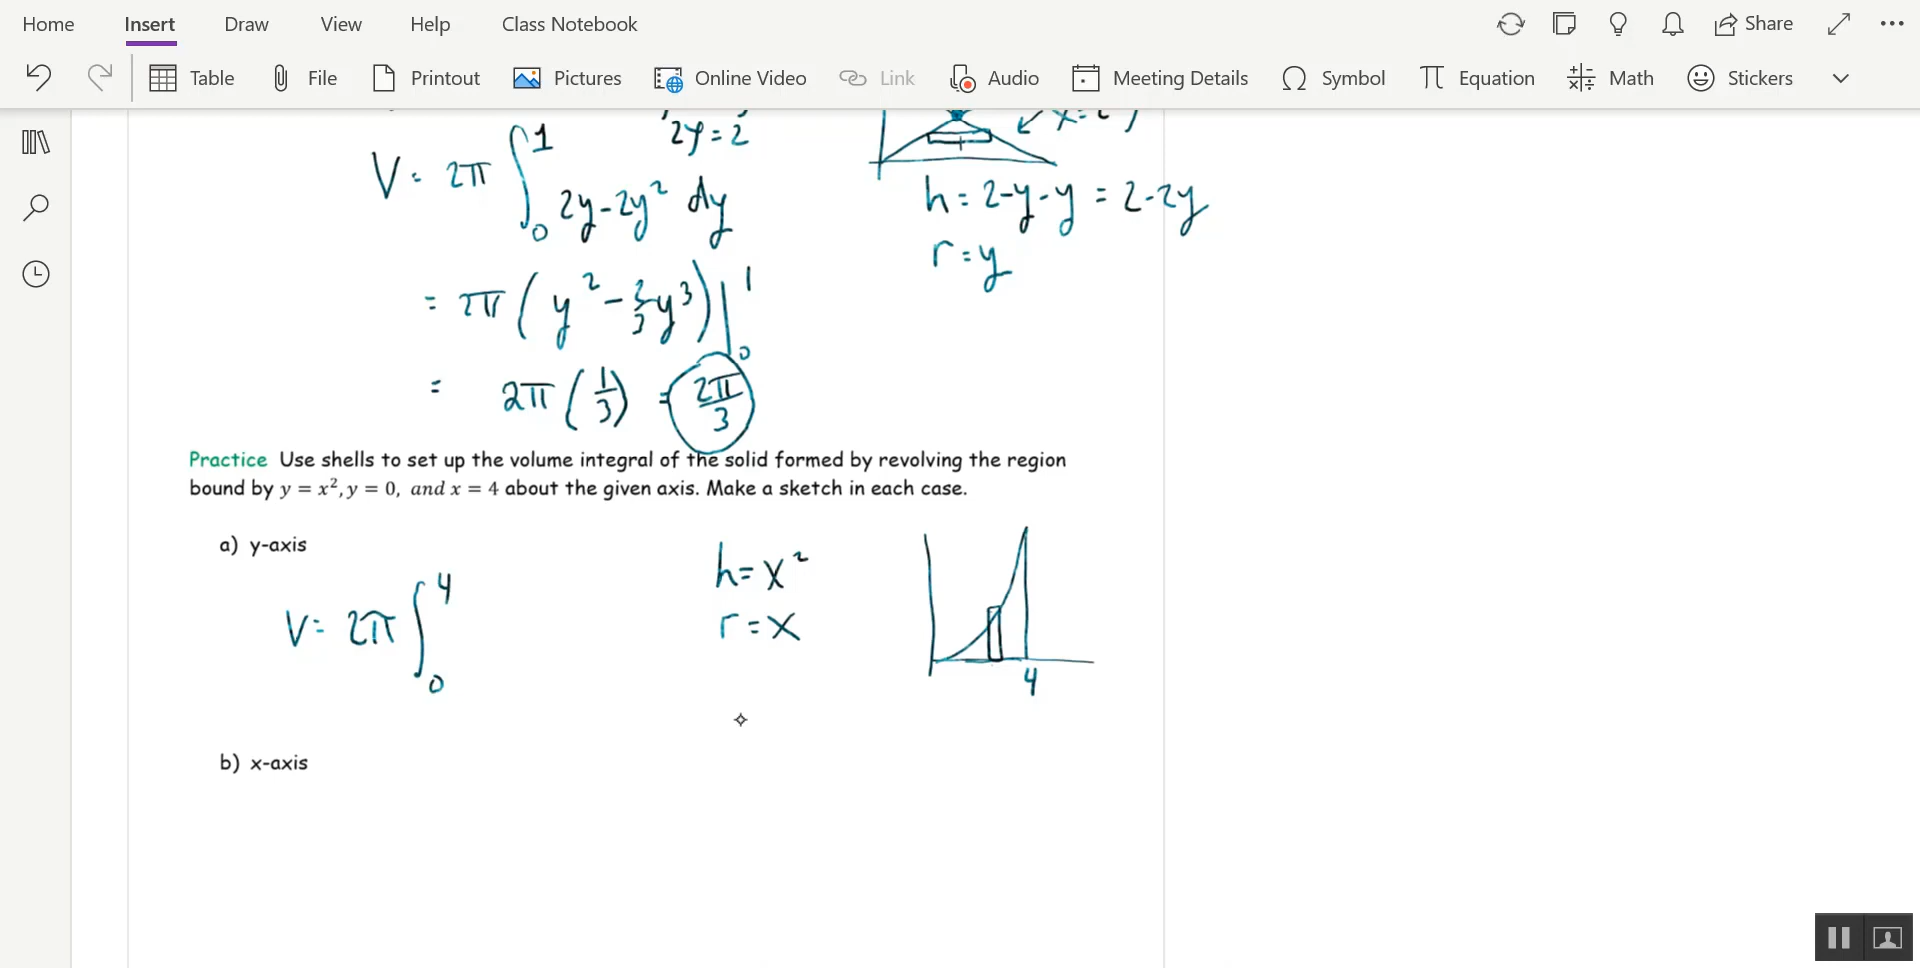 Home Insert Draw View Help Class Notebook Share
Table File Printout Pictures Online Video Link Audio Meeting Details Symbol Equation Math Stickers
2y = 2
V = 2π ∫₀¹ 2y - 2y² dy
h = 2 - y - y = 2 - 2y
r = y
= 2π ( y² - 2/3 y³ ) |₀¹
= 2π ( 1/3 ) = 2π/3
Practice Use shells to set up the volume integral of the solid formed by revolving the region
bound by y = x², y = 0, and x = 4 about the given axis. Make a sketch in each case.
a) y-axis
h = x²
V = 2π ∫₀⁴
r = x
4
b) x-axis